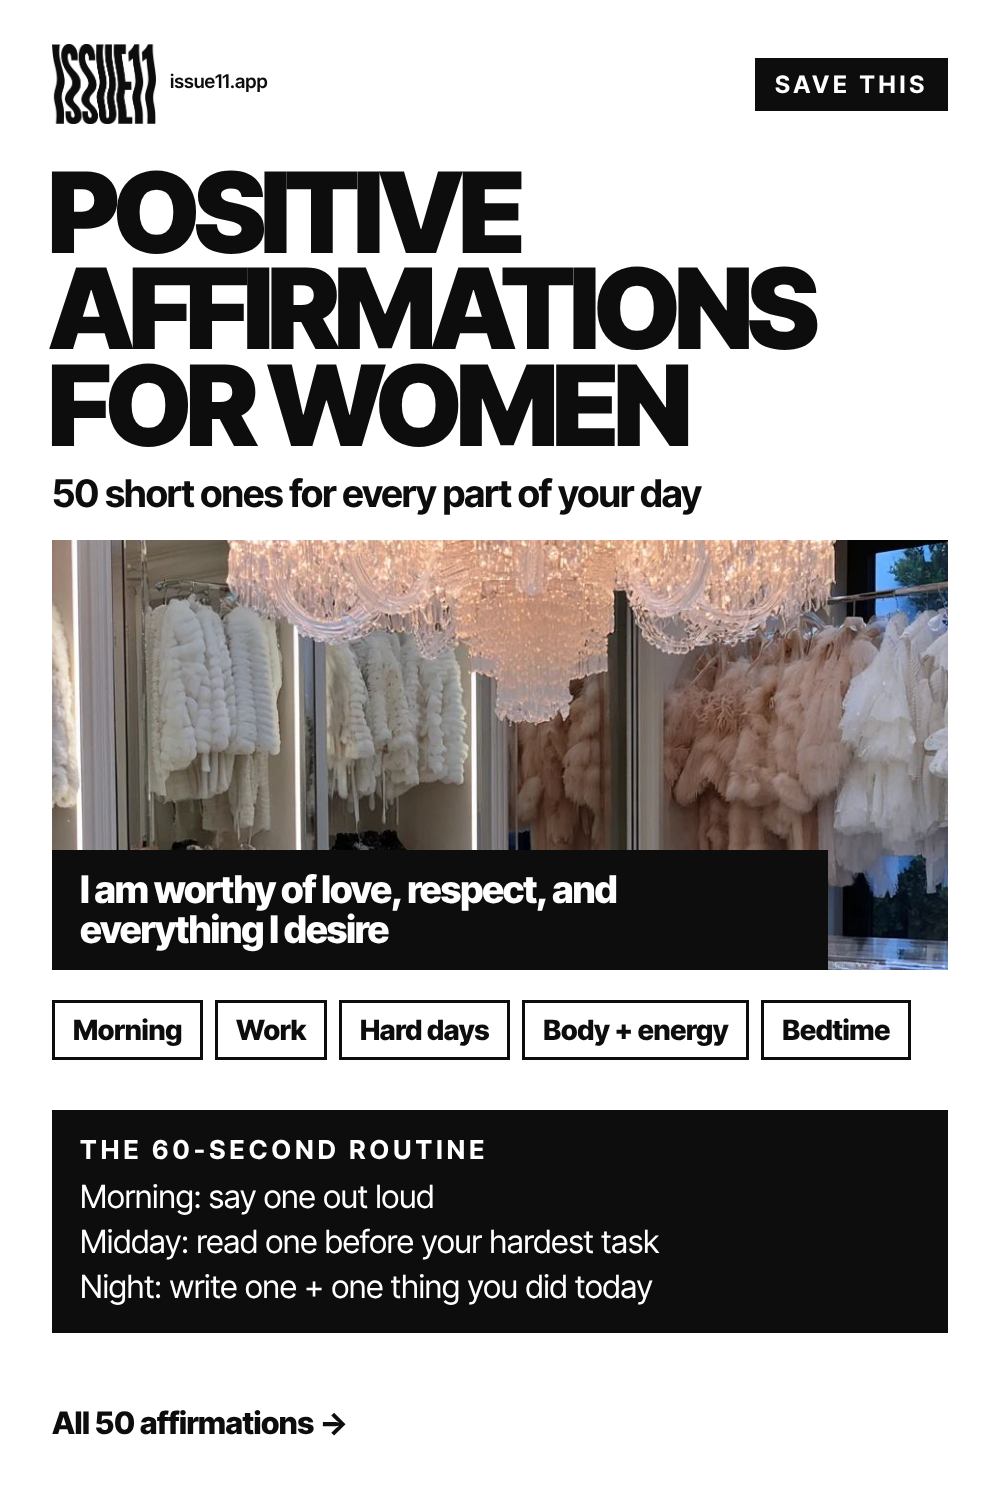 ISSUE11
issue11.app
SAVE THIS
POSITIVE
AFFIRMATIONS
FOR WOMEN
50 short ones for every part of your day
I am worthy of love, respect, and
everything I desire
Morning
Work
Hard days
Body + energy
Bedtime
THE 60-SECOND ROUTINE
Morning: say one out loud
Midday: read one before your hardest task
Night: write one + one thing you did today
All 50 affirmations →